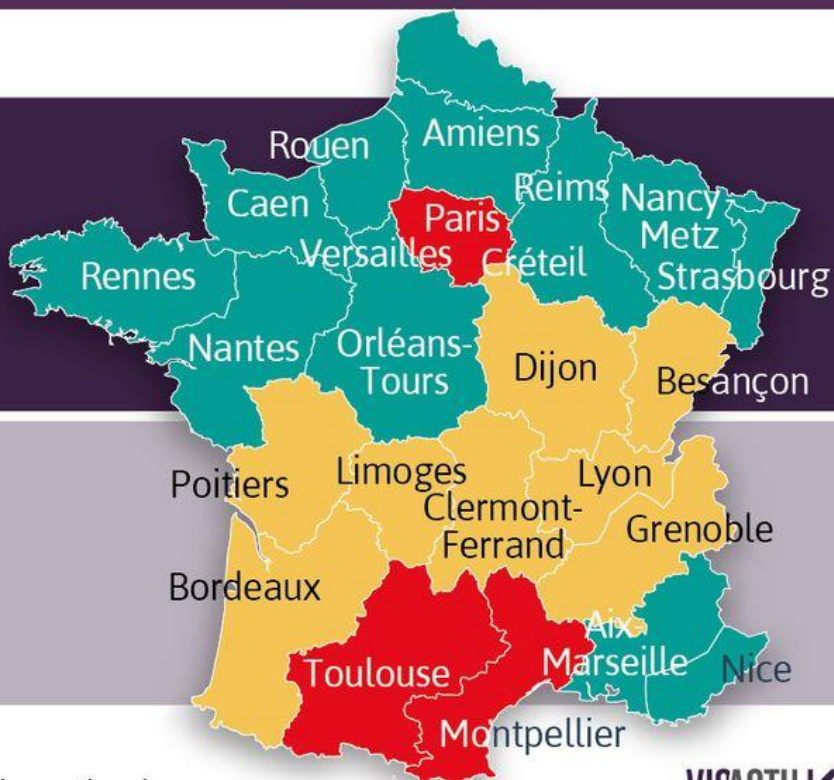 Rouen
Amiens
Caen
Reims
Nancy-
Metz
Paris
Versailles
Créteil
Strasbourg
Rennes
Nantes
Orléans-
Tours
Dijon
Besançon
Poitiers
Limoges
Lyon
Clermont-
Ferrand
Grenoble
Bordeaux
Aix-
Marseille
Nice
Toulouse
Montpellier